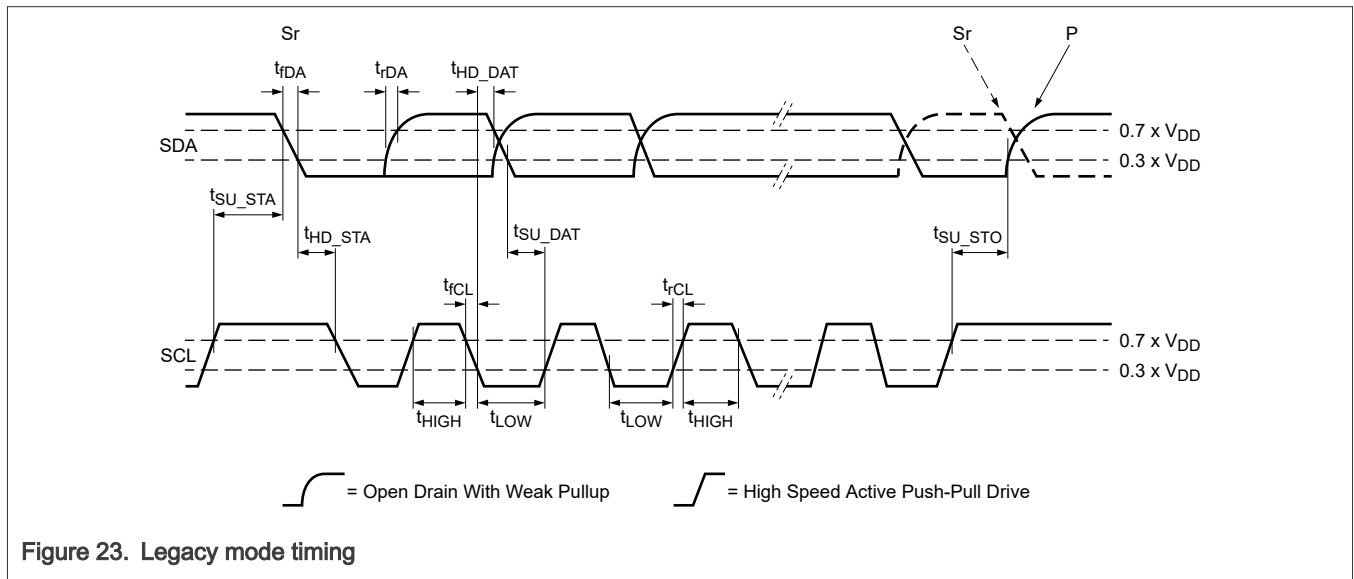 Sr
Sr
P
tfDA
trDA
tHD_DAT
0.7 x VDD
SDA
0.3 x VDD
tSU_STA
tHD_STA
tSU_DAT
tSU_STO
tfCL
trCL
0.7 x VDD
SCL
0.3 x VDD
tHIGH
tLOW
tLOW
tHIGH
= Open Drain With Weak Pullup
= High Speed Active Push-Pull Drive
Figure 23. Legacy mode timing